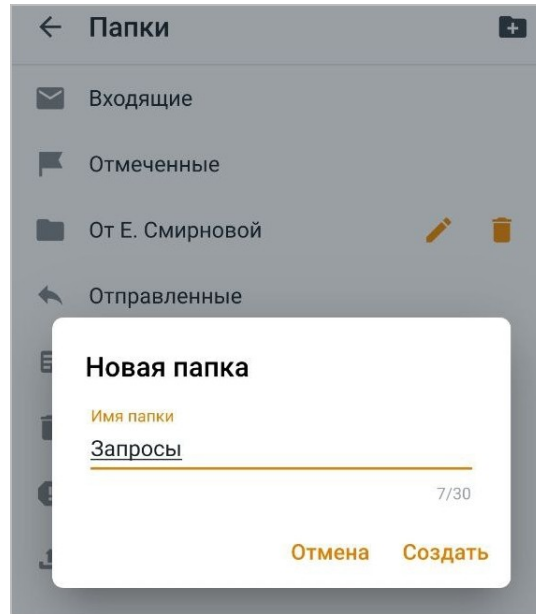 Папки
Входящие
Отмеченные
От Е. Смирновой
Отправленные
Новая папка
Имя папки
Запросы
7/30
Отмена Создать